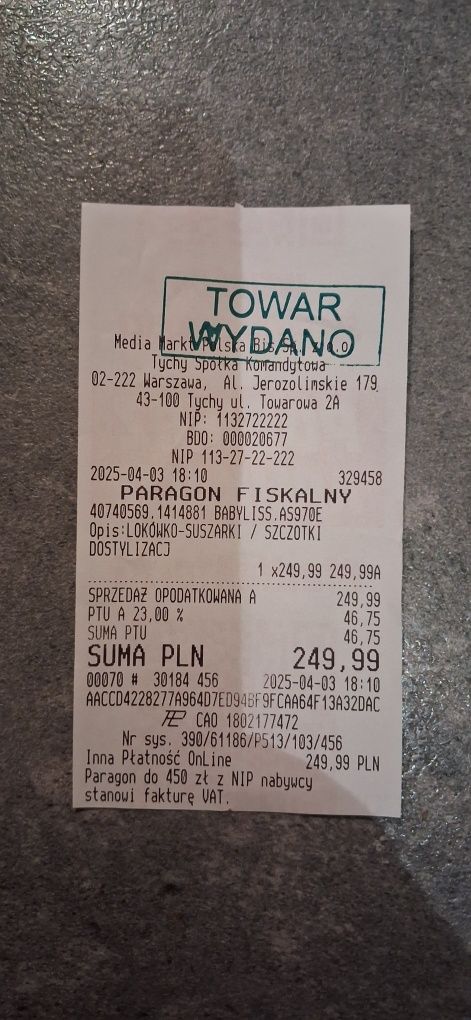 TOWAR
WYDANO
Media Markt Polska Bis Sp. z o.o.
Tychy Spółka Komandytowa
02-222 Warszawa, Al. Jerozolimskie 179
43-100 Tychy ul. Towarowa 2A
NIP: 1132722222
BDO: 000020677
NIP 113-27-22-222
2025-04-03 18:10 329458
PARAGON FISKALNY
40740569.1414881 BABYLISS.AS970E
Opis:LOKÓWKO-SUSZARKI / SZCZOTKI
DOSTYLIZACJ
1 x249,99 249,99A
SPRZEDAŻ OPODATKOWANA A 249,99
PTU A 23,00 % 46,75
SUMA PTU 46,75
SUMA PLN 249,99
00070 # 30184 456 2025-04-03 18:10
AACCD4228277A964D7ED94BF9FCAA64F13A32DAC
CAO 1802177472
Nr sys. 390/61186/P513/103/456
Inna Płatność OnLine 249,99 PLN
Paragon do 450 zł z NIP nabywcy
stanowi fakturę VAT.